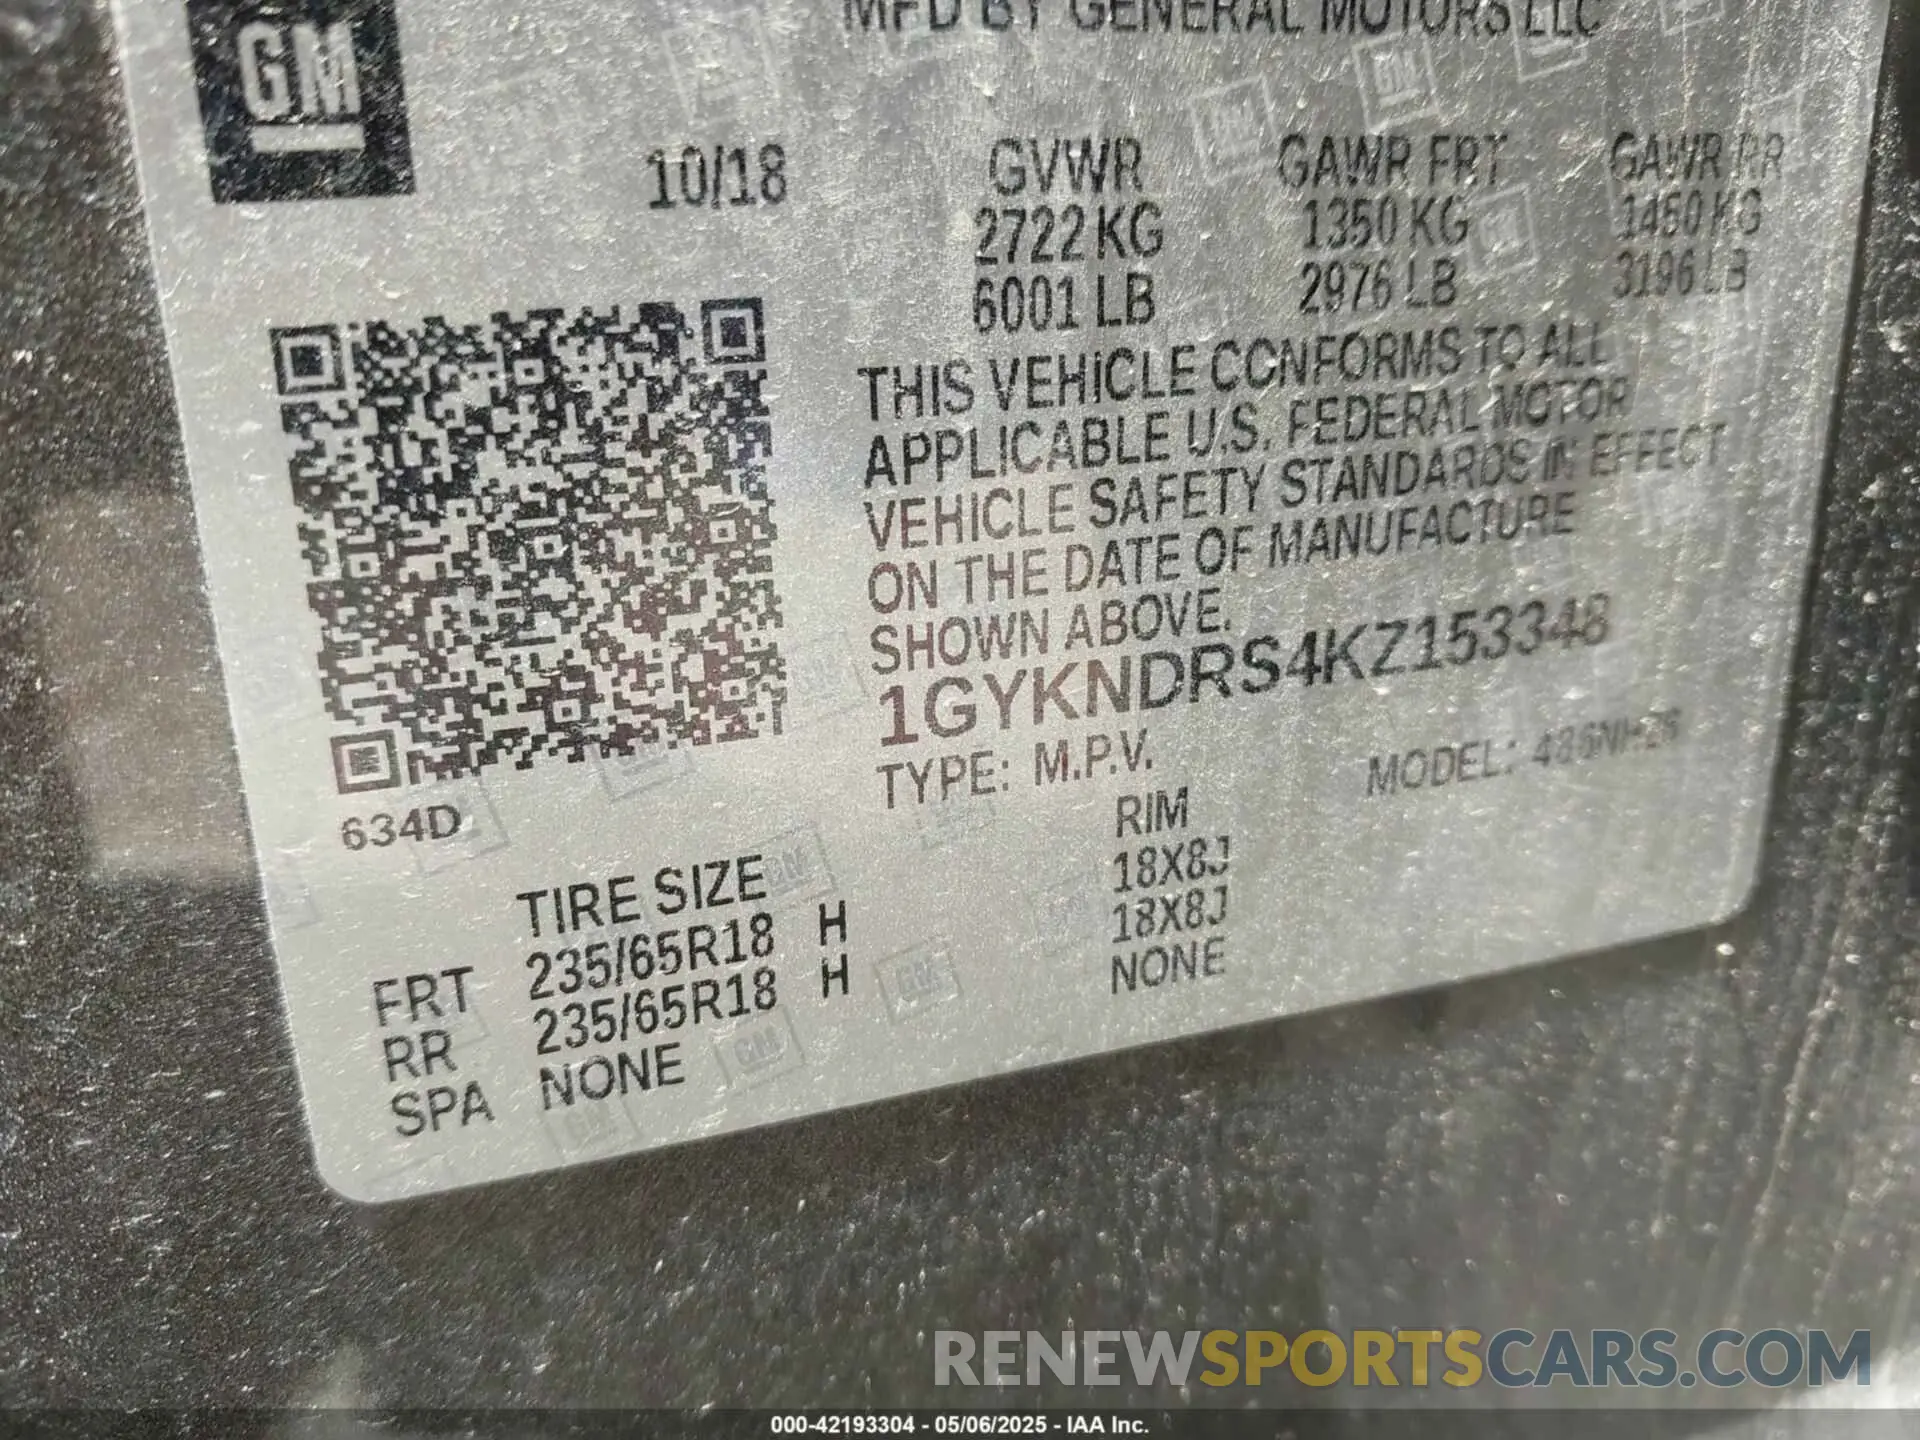 GM
MFD BY GENERAL MOTORS LLC
10/18
GVWR GAWR FRT GAWR RR
2722 KG 1350 KG 1450 KG
6001 LB 2976 LB 3196 LB
THIS VEHICLE CONFORMS TO ALL
APPLICABLE U.S. FEDERAL MOTOR
VEHICLE SAFETY STANDARDS IN EFFECT
ON THE DATE OF MANUFACTURE
SHOWN ABOVE.
1GYKNDRS4KZ153348
TYPE: M.P.V. MODEL:
634D
TIRE SIZE RIM
FRT 235/65R18 H 18X8J
RR 235/65R18 H 18X8J
SPA NONE NONE
RENEWSPORTSCARS.COM
000-42193304 - 05/06/2025 - IAA Inc.